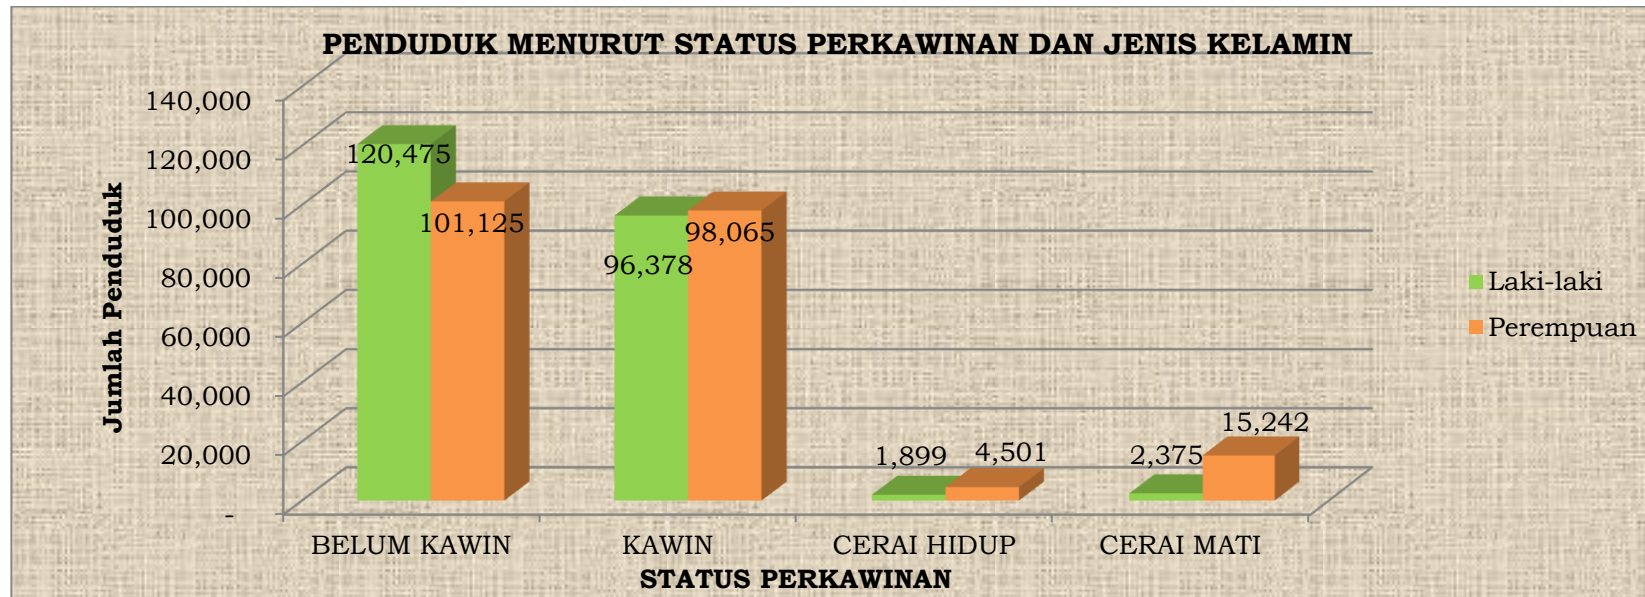 PENDUDUK MENURUT STATUS PERKAWINAN DAN JENIS KELAMIN
Jumlah Penduduk
140,000
120,000
100,000
80,000
60,000
40,000
20,000
-
120,475
101,125
96,378
98,065
1,899
4,501
2,375
15,242
BELUM KAWIN
KAWIN
CERAI HIDUP
CERAI MATI
STATUS PERKAWINAN
Laki-laki
Perempuan